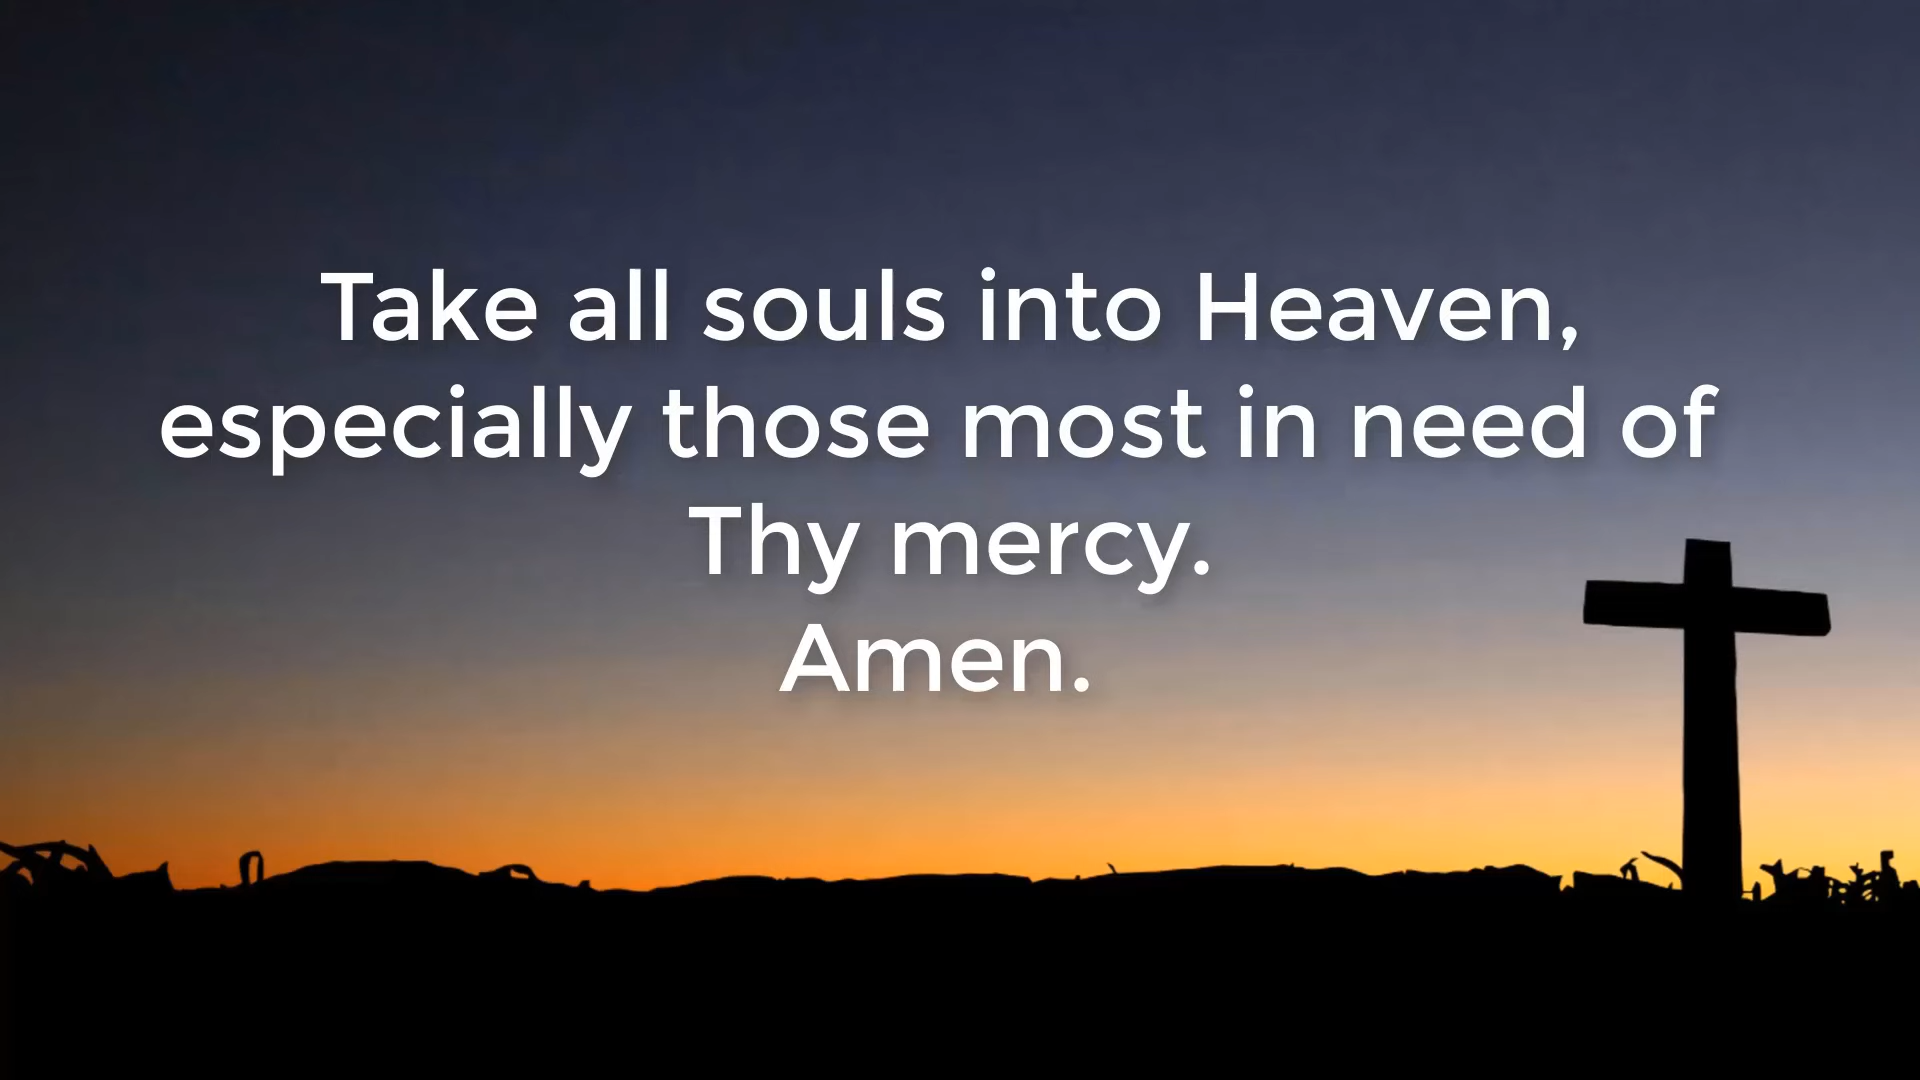 Take all souls into Heaven,
especially those most in need of
Thy mercy.
Amen.